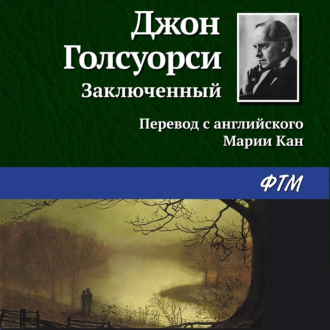 Джон
Голсуорси
Заключенный
Перевод с английского
Марии Кан
ФТМ